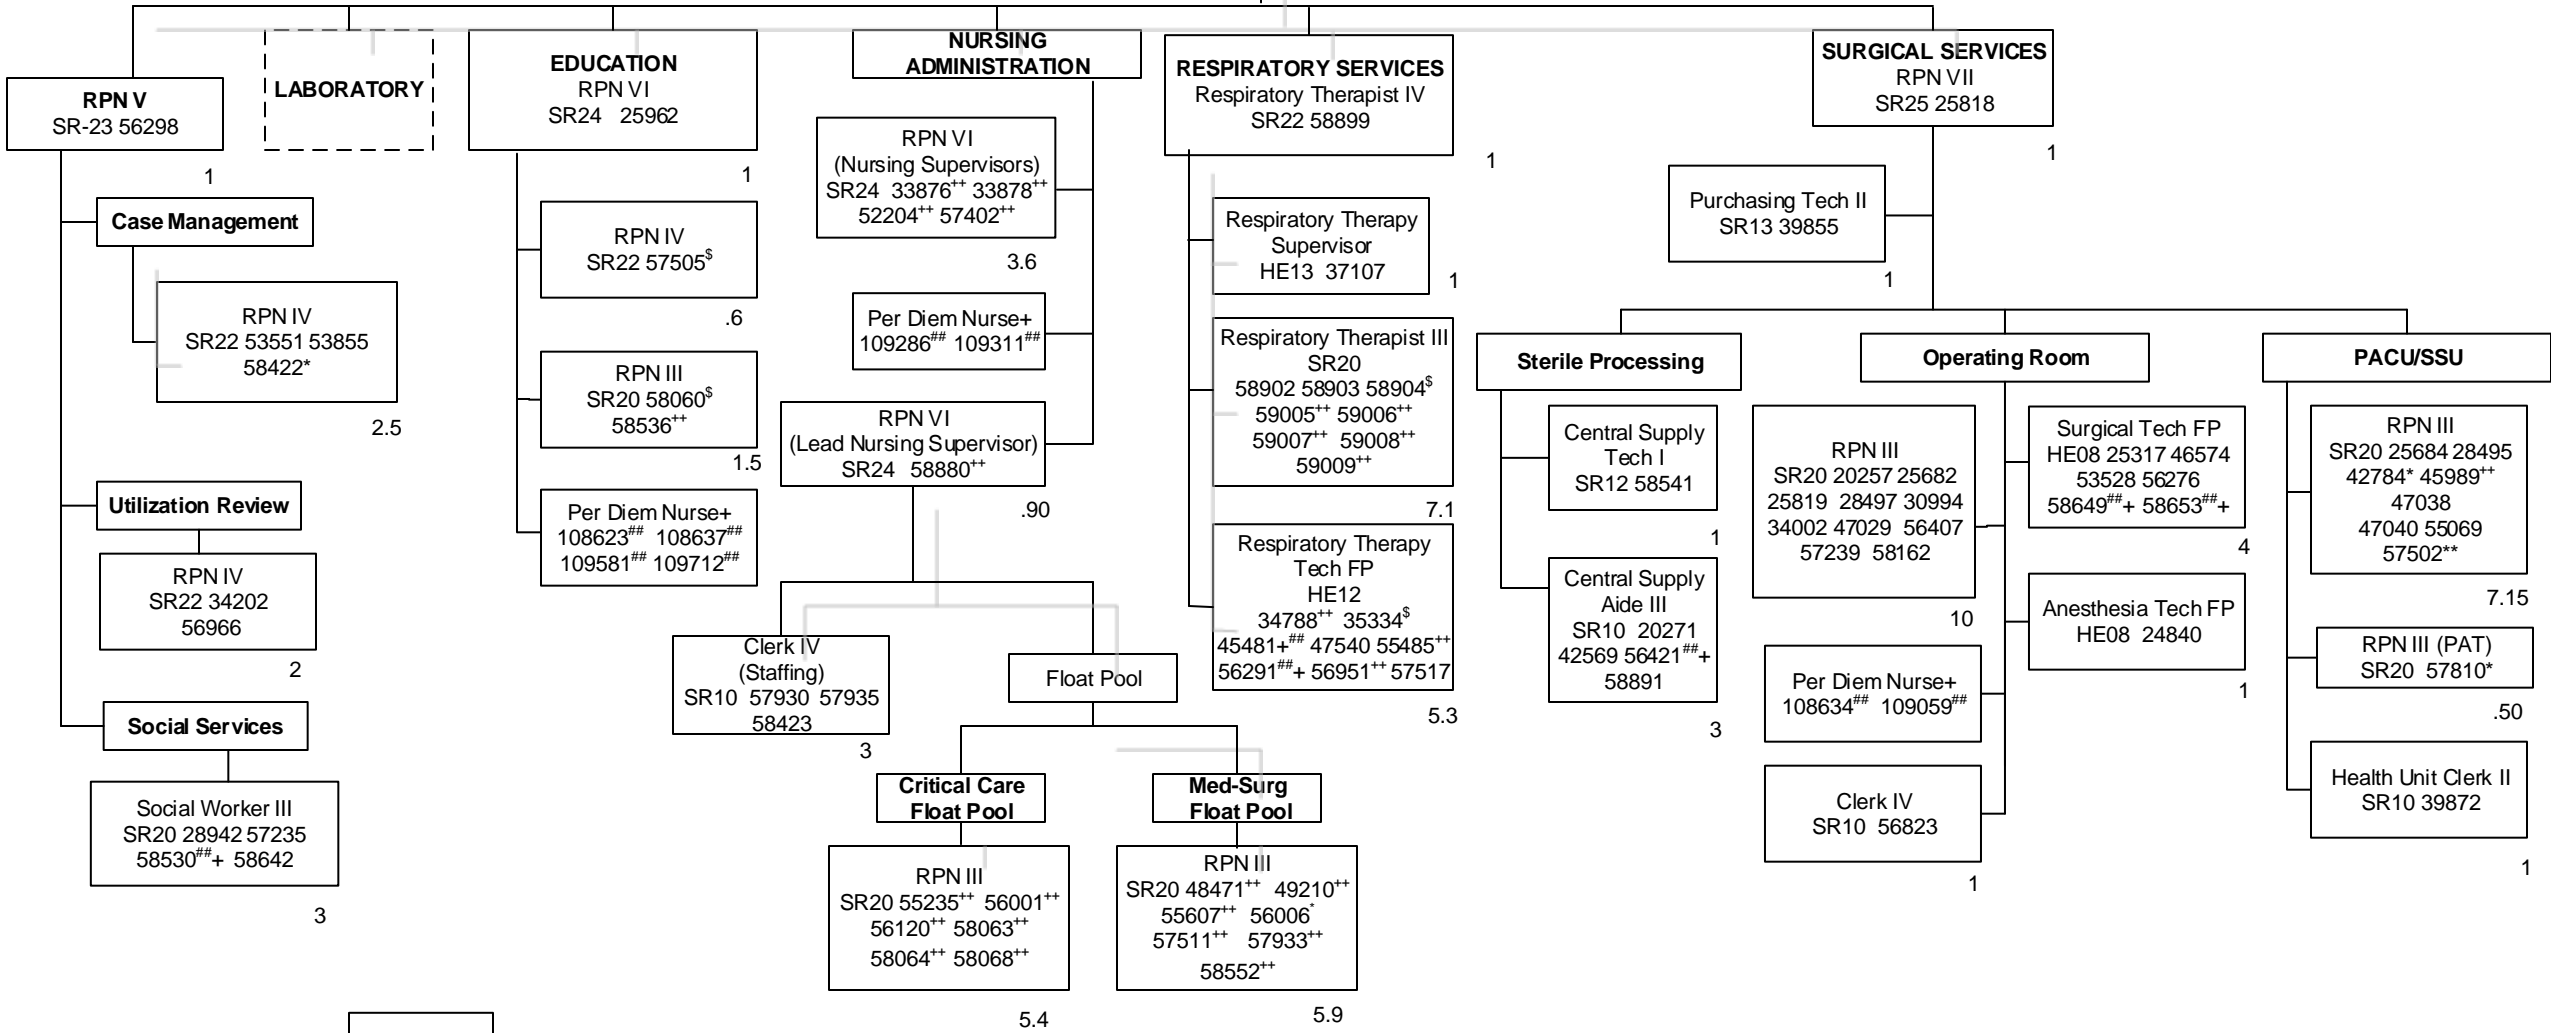 RPN V
SR-23 56298
1
Case Management
RPN IV
SR22 53551 53855
58422*
2.5
Utilization Review
RPN IV
SR22 34202
56966
2
Social Services
Social Worker III
SR20 28942 57235
58530##+ 58642
3
LABORATORY
EDUCATION
RPN VI
SR24 25962
1
RPN IV
SR22 57505$
.6
RPN III
SR20 58060$
58536++
1.5
Per Diem Nurse+
108623## 108637##
109581## 109712##
NURSING
ADMINISTRATION
RPN VI
(Nursing Supervisors)
SR24 33876++ 33878++
52204++ 57402++
3.6
Per Diem Nurse+
109286## 109311##
RPN VI
(Lead Nursing Supervisor)
SR24 58880++
.90
Clerk IV
(Staffing)
SR10 57930 57935
58423
3
Float Pool
Critical Care
Float Pool
RPN III
SR20 55235++ 56001++
56120++ 58063++
58064++ 58068++
5.4
Med-Surg
Float Pool
RPN III
SR20 48471++ 49210++
55607++ 56006*
57511++ 57933++
58552++
5.9
RESPIRATORY SERVICES
Respiratory Therapist IV
SR22 58899
1
Respiratory Therapy
Supervisor
HE13 37107
1
Respiratory Therapist III
SR20
58902 58903 58904$
59005++ 59006++
59007++ 59008++
59009++
7.1
Respiratory Therapy
Tech FP
HE12
34788++ 35334$
45481+## 47540 55485++
56291##+ 56951++ 57517
5.3
SURGICAL SERVICES
RPN VII
SR25 25818
1
Purchasing Tech II
SR13 39855
1
Sterile Processing
Central Supply
Tech I
SR12 58541
1
Central Supply
Aide III
SR10 20271
42569 56421##+
58891
3
Operating Room
RPN III
SR20 20257 25682
25819 28497 30994
34002 47029 56407
57239 58162
10
Per Diem Nurse+
108634## 109059##
Clerk IV
SR10 56823
1
Surgical Tech FP
HE08 25317 46574
53528 56276
58649##+ 58653##+
4
Anesthesia Tech FP
HE08 24840
1
PACU/SSU
RPN III
SR20 25684 28495
42784* 45989++
47038
47040 55069
57502**
7.15
RPN III (PAT)
SR20 57810*
.50
Health Unit Clerk II
SR10 39872
1